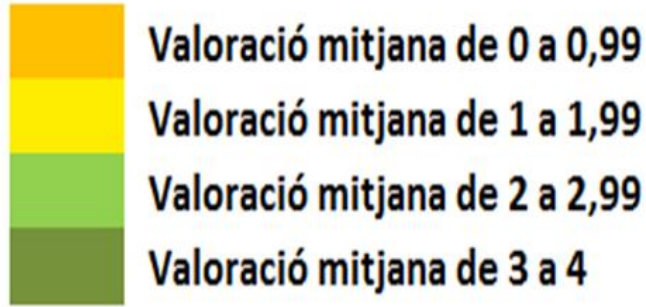 Valoració mitjana de 0 a 0,99
Valoració mitjana de 1 a 1,99
Valoració mitjana de 2 a 2,99
Valoració mitjana de 3 a 4